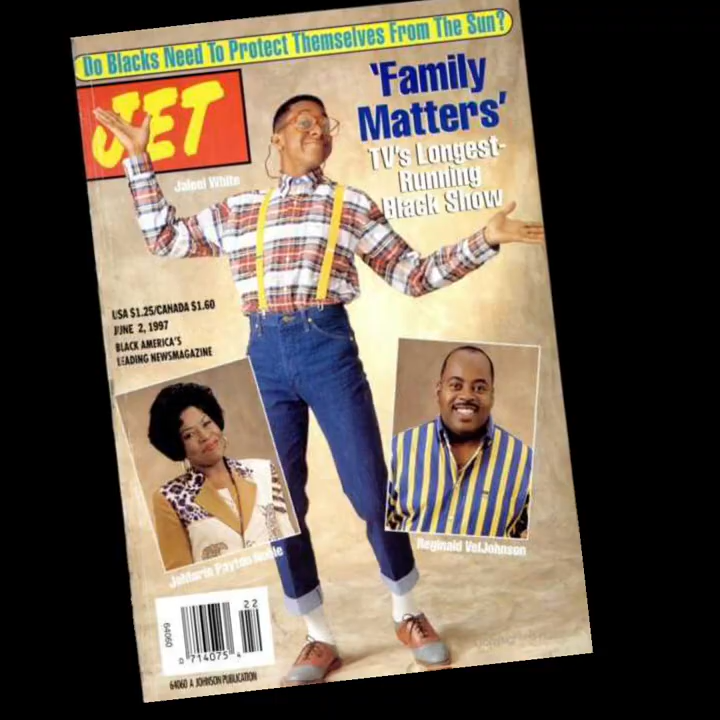 Do Blacks Need To Protect Themselves From The Sun?
JET
'Family
Matters'
TV's Longest-
Running
Black Show
Jaleel White
USA $1.25/CANADA $1.60
JUNE 2, 1997
BLACK AMERICA'S
LEADING NEWSMAGAZINE
JoMarie Payton Noble
Reginald VelJohnson
22
64060
0 714075 4
64060 A JOHNSON PUBLICATION